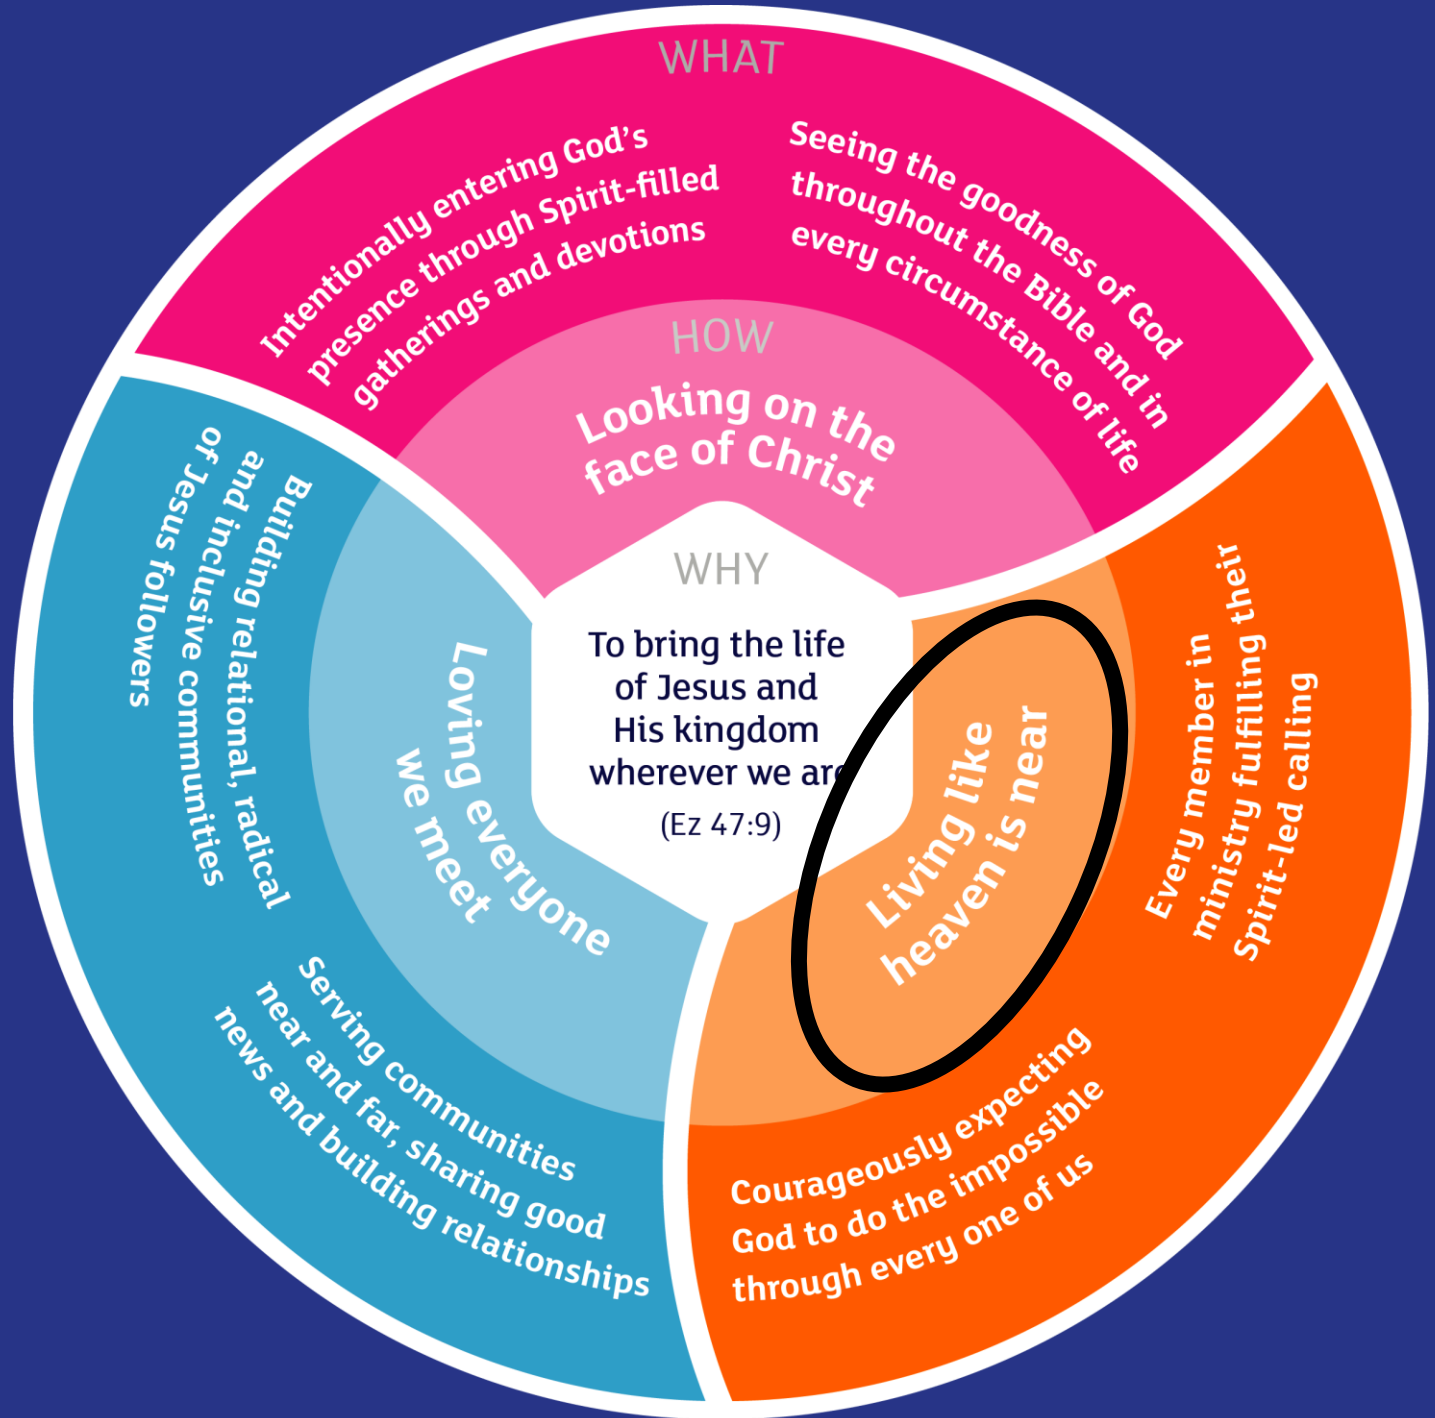 WHAT
Intentionally entering God's
presence through Spirit-filled
gatherings and devotions
Seeing the goodness of God
throughout the Bible and in
every circumstance of life
HOW
Looking on the
face of Christ
WHY
To bring the life
of Jesus and
His kingdom
wherever we are
(Ez 47:9)
Living like
heaven is near
Every member in
ministry fulfilling their
Spirit-led calling
Courageously expecting
God to do the impossible
through every one of us
Loving everyone
we meet
Building relational, radical
and inclusive communities
of Jesus followers
Serving communities
near and far, sharing good
news and building relationships